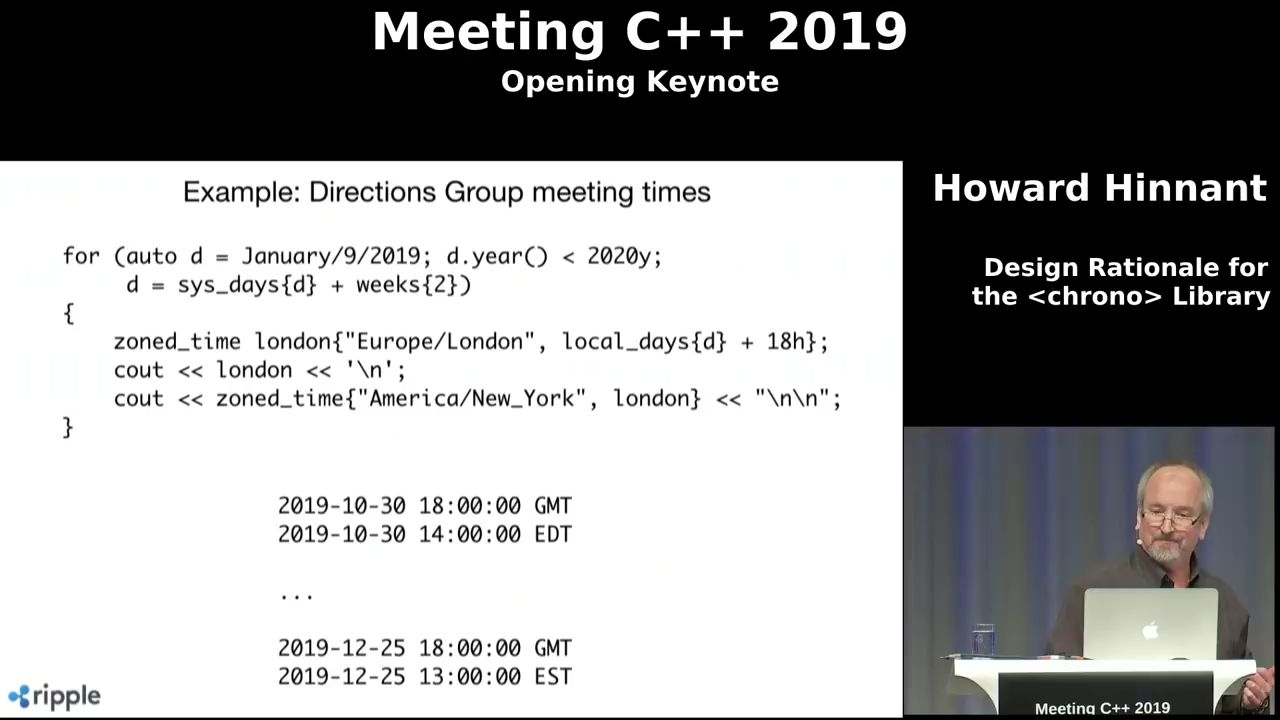 Meeting C++ 2019
Opening Keynote
Example: Directions Group meeting times
for (auto d = January/9/2019; d.year() < 2020y;
d = sys_days{d} + weeks{2})
{
zoned_time london{"Europe/London", local_days{d} + 18h};
cout << london << '\n';
cout << zoned_time{"America/New_York", london} << "\n\n";
}
2019-10-30 18:00:00 GMT
2019-10-30 14:00:00 EDT
...
2019-12-25 18:00:00 GMT
2019-12-25 13:00:00 EST
ripple
Howard Hinnant
Design Rationale for
the <chrono> Library
Meeting C++ 2019